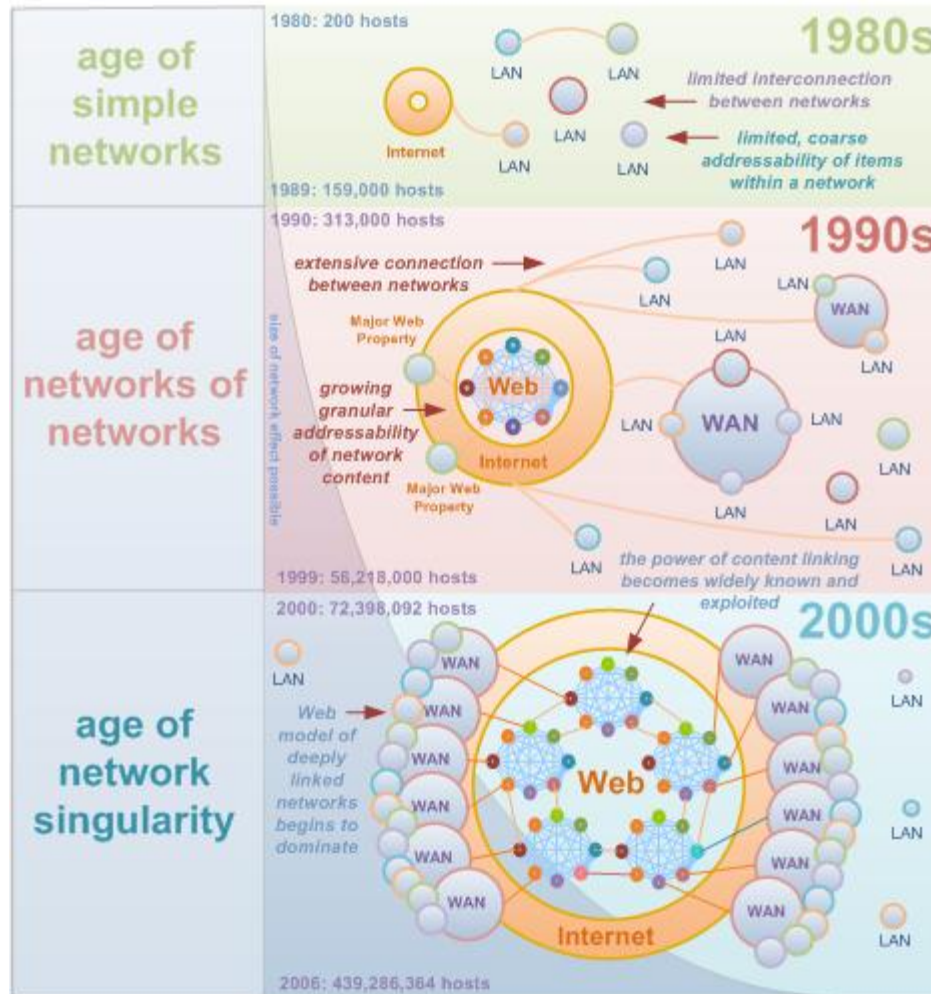 age of
simple
networks
1980: 200 hosts
1980s
LAN
LAN
limited interconnection
between networks
LAN
Internet
LAN
LAN
limited, coarse
addressability of items
within a network
1989: 159,000 hosts
age of
networks of
networks
1990: 313,000 hosts
1990s
LAN
extensive connection
between networks
LAN
LAN
WAN
LAN
size of network effect possible
Major Web
Property
LAN
Web
growing
granular
addressability
of network
content
LAN
WAN
LAN
LAN
Internet
Major Web
Property
LAN
LAN
LAN
LAN
the power of content linking
becomes widely known and
exploited
1999: 56,218,000 hosts
age of
network
singularity
2000: 72,398,092 hosts
2000s
LAN
WAN
WAN
LAN
Web
model of
deeply
linked
networks
begins to
dominate
WAN
WAN
WAN
WAN
Web
WAN
WAN
WAN
LAN
WAN
WAN
WAN
Internet
LAN
2006: 439,286,364 hosts